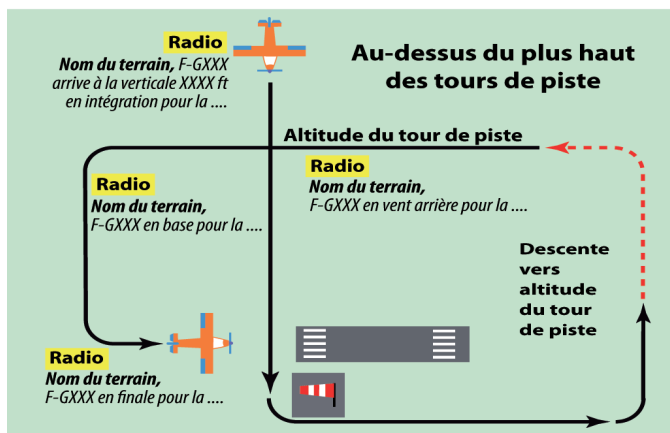 Radio
Nom du terrain, F-GXXX
arrive à la verticale XXXX ft
en intégration pour la ....
Au-dessus du plus haut
des tours de piste
Altitude du tour de piste
Radio
Nom du terrain,
F-GXXX en vent arrière pour la ....
Radio
Nom du terrain,
F-GXXX en base pour la ....
Descente
vers
altitude
du tour
de piste
Radio
Nom du terrain,
F-GXXX en finale pour la ....